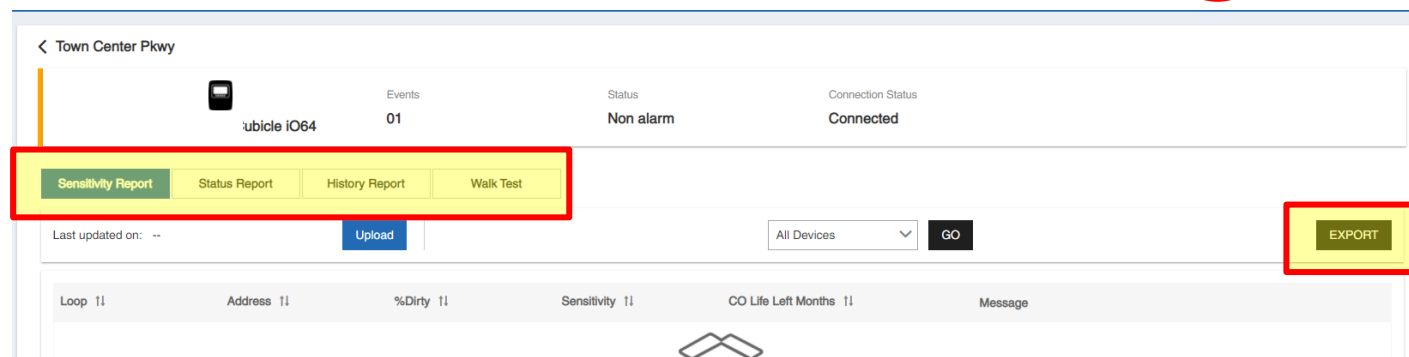 Town Center Pkwy
Events Status Connection Status
ubicle iO64 01 Non alarm Connected
Sensitivity Report Status Report History Report Walk Test
Last updated on: -- Upload All Devices GO EXPORT
Loop Address %Dirty Sensitivity CO Life Left Months Message